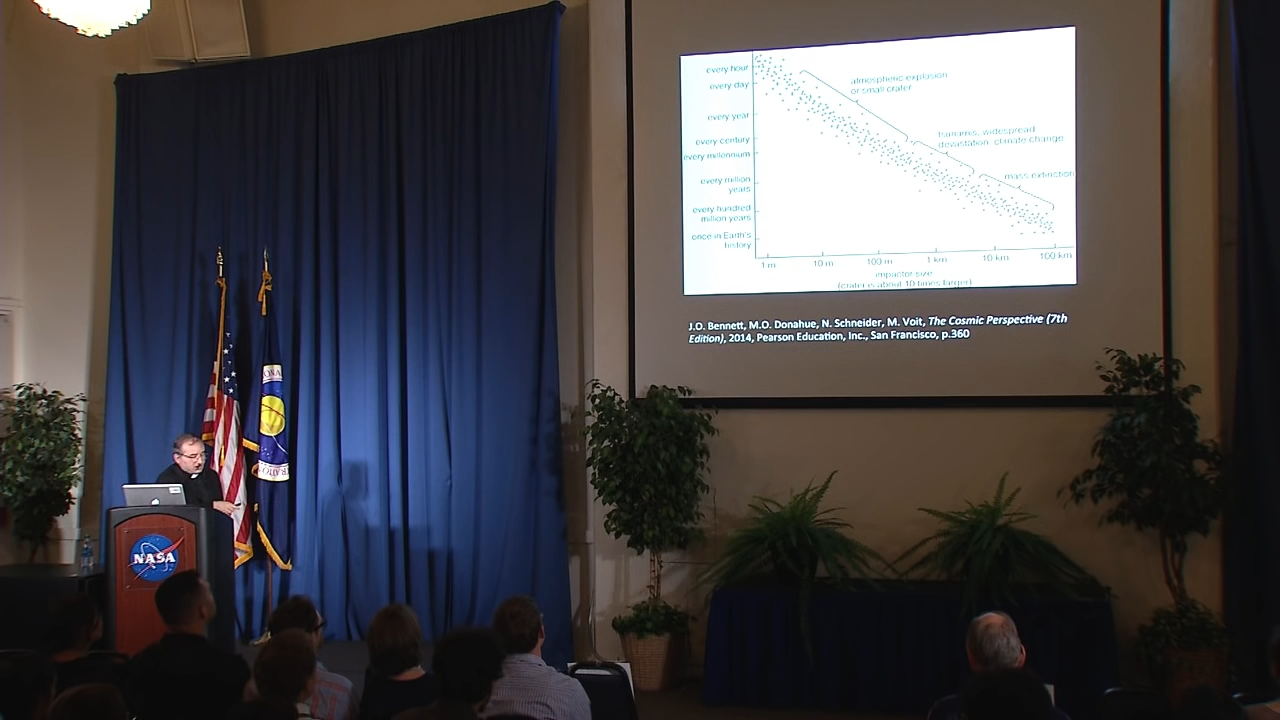 every hour
every day
every year
every century
every millennium
every million
years
every hundred
million years
once in Earth's
history
atmospheric explosion
or small crater
tsunamis, widespread
devastation, climate change
mass extinction
1 m 10 m 100 m 1 km 10 km 100 km
impactor size
(crater is about 10 times larger)
J.O. Bennett, M.O. Donahue, N. Schneider, M. Voit, The Cosmic Perspective (7th
Edition), 2014, Pearson Education, Inc., San Francisco, p.360
NASA